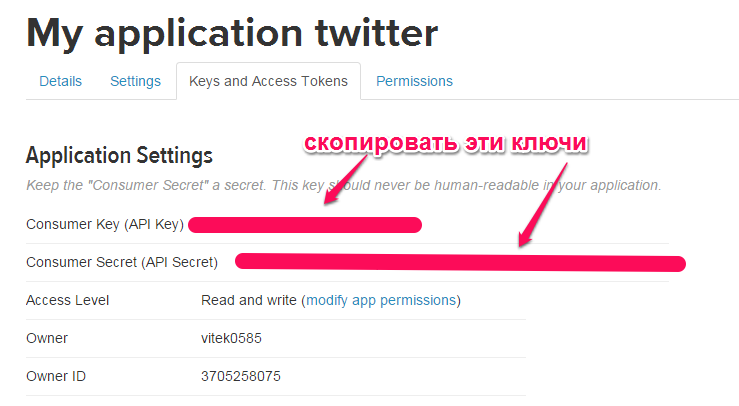 My application twitter
Details Settings Keys and Access Tokens Permissions
скопировать эти ключи
Application Settings
Keep the "Consumer Secret" a secret. This key should never be human-readable in your application.
Consumer Key (API Key)
Consumer Secret (API Secret)
Access Level Read and write (modify app permissions)
Owner vitek0585
Owner ID 3705258075